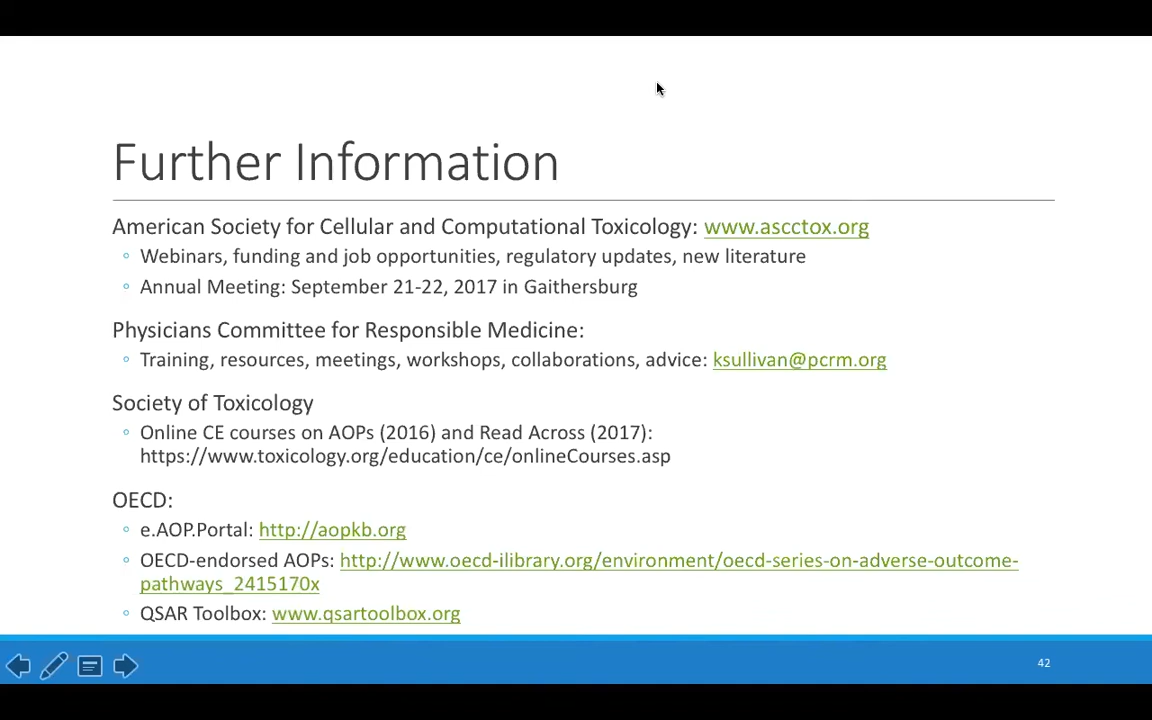 Further Information
American Society for Cellular and Computational Toxicology: www.ascctox.org
◦ Webinars, funding and job opportunities, regulatory updates, new literature
◦ Annual Meeting: September 21-22, 2017 in Gaithersburg
Physicians Committee for Responsible Medicine:
◦ Training, resources, meetings, workshops, collaborations, advice: ksullivan@pcrm.org
Society of Toxicology
◦ Online CE courses on AOPs (2016) and Read Across (2017):
https://www.toxicology.org/education/ce/onlineCourses.asp
OECD:
◦ e.AOP.Portal: http://aopkb.org
◦ OECD-endorsed AOPs: http://www.oecd-ilibrary.org/environment/oecd-series-on-adverse-outcome-
pathways_2415170x
◦ QSAR Toolbox: www.qsartoolbox.org
42